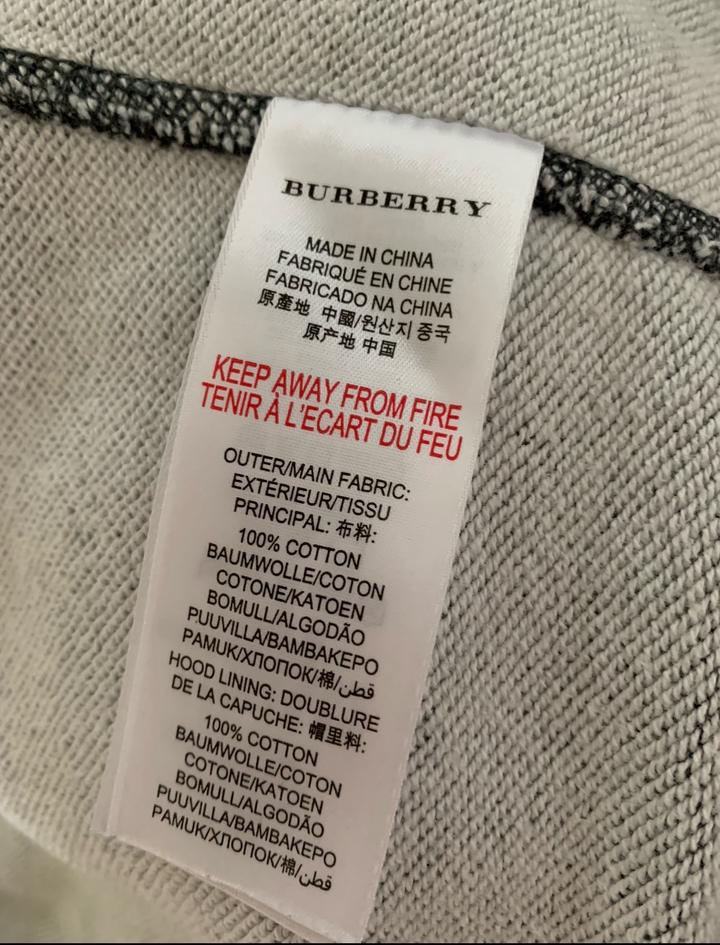 BURBERRY
MADE IN CHINA
FABRIQUÉ EN CHINE
FABRICADO NA CHINA
原產地 中國/원산지 중국
原产地 中国
KEEP AWAY FROM FIRE
TENIR À L'ECART DU FEU
OUTER/MAIN FABRIC:
EXTÉRIEUR/TISSU
PRINCIPAL: 布料:
100% COTTON
BAUMWOLLE/COTON
COTONE/KATOEN
BOMULL/ALGODÃO
PUUVILLA/ΒΑΜΒΑΚΕΡΟ
PAMUK/ХЛОПОК/棉/قطن
HOOD LINING: DOUBLURE
DE LA CAPUCHE: 帽里料:
100% COTTON
BAUMWOLLE/COTON
COTONE/KATOEN
BOMULL/ALGODÃO
PUUVILLA/ΒΑΜΒΑΚΕΡΟ
PAMUK/ХЛОПОК/棉/قطن